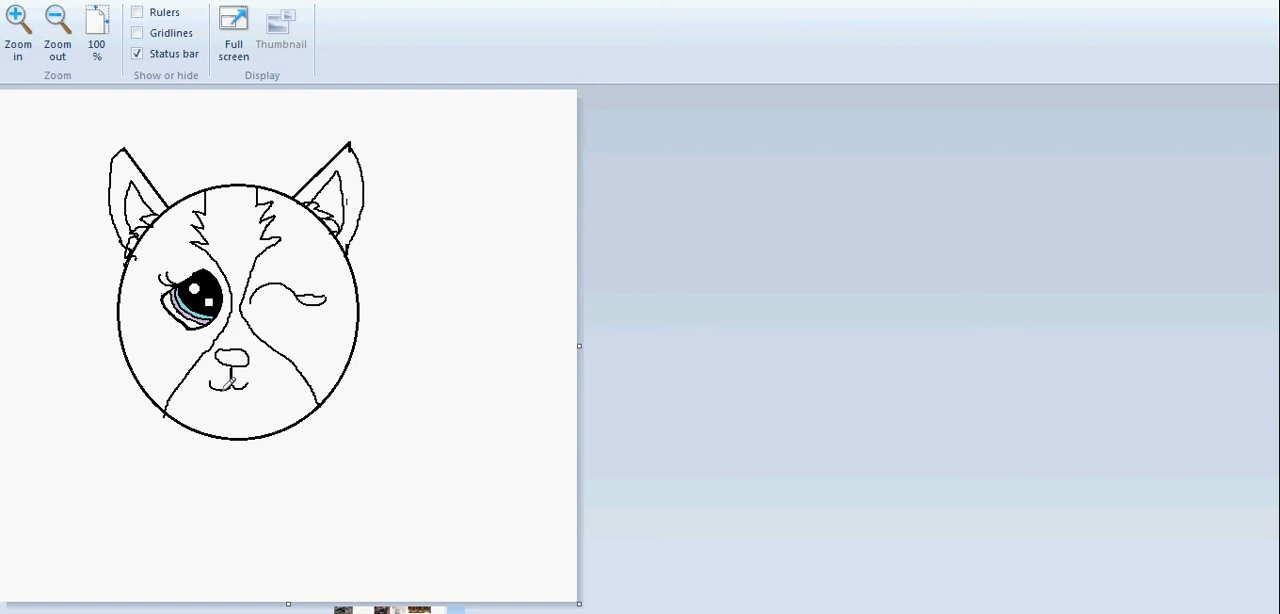 Rulers
Gridlines
Status bar
Zoom in
Zoom out
100 %
Full screen
Thumbnail
Zoom
Show or hide
Display